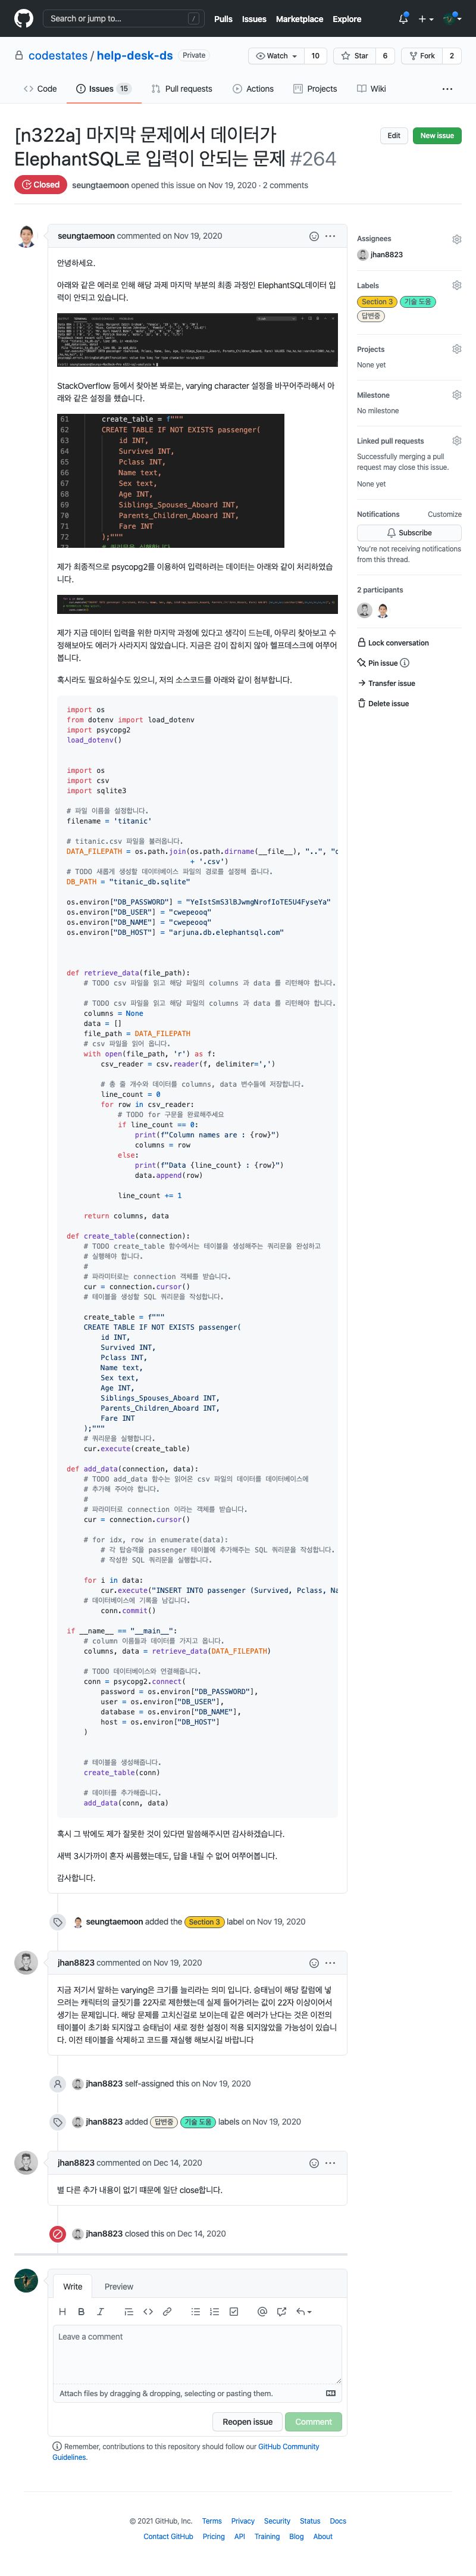 Search or jump to... /
Pulls Issues Marketplace Explore
codestates / help-desk-ds Private
Watch 10 Star 6 Fork 2
Code Issues 15 Pull requests Actions Projects Wiki
[n322a] 마지막 문제에서 데이터가
ElephantSQL로 입력이 안되는 문제 #264
Edit New issue
Closed seungtaemoon opened this issue on Nov 19, 2020 · 2 comments
seungtaemoon commented on Nov 19, 2020
안녕하세요.
아래와 같은 에러로 인해 해당 과제 마지막 부분의 최종 과정인 ElephantSQL데이터 입
력이 안되고 있습니다.
StackOverflow 등에서 찾아본 봐로는, varying character 설정을 바꾸어주라해서 아
래와 같은 설정을 했습니다.
61 create_table = f"""
62 CREATE TABLE IF NOT EXISTS passenger(
63 id INT,
64 Survived INT,
65 Pclass INT,
66 Name text,
67 Sex text,
68 Age INT,
69 Siblings_Spouses_Aboard INT,
70 Parents_Children_Aboard INT,
71 Fare INT
72 );"""
제가 최종적으로 psycopg2를 이용하여 입력하려는 데이터는 아래와 같이 처리하였습
니다.
제가 지금 데이터 입력을 위한 마지막 과정에 있다고 생각이 드는데, 아무리 찾아보고 수
정해보아도 에러가 사라지지 않았습니다. 지금은 감이 잡히지 않아 헬프데스크에 여쭈어
봅니다.
혹시라도 필요하실수도 있으니, 저의 소스코드를 아래와 같이 첨부합니다.
import os
from dotenv import load_dotenv
import psycopg2
load_dotenv()
import os
import csv
import sqlite3
# 파일 이름을 설정합니다.
filename = 'titanic'
# titanic.csv 파일을 불러옵니다.
DATA_FILEPATH = os.path.join(os.path.dirname(__file__), "..", "d
+ '.csv')
# TODO 새롭게 생성할 데이터베이스 파일의 경로를 설정해 줍니다.
DB_PATH = "titanic_db.sqlite"
os.environ["DB_PASSWORD"] = "YeIstSmS3lBJwmgNrofIoTE5U4FyseYa"
os.environ["DB_USER"] = "cwepeooq"
os.environ["DB_NAME"] = "cwepeooq"
os.environ["DB_HOST"] = "arjuna.db.elephantsql.com"
def retrieve_data(file_path):
# TODO csv 파일을 읽고 해당 파일의 columns 과 data 를 리턴해야 합니다.
# TODO csv 파일을 읽고 해당 파일의 columns 과 data 를 리턴해야 합니다.
columns = None
data = []
file_path = DATA_FILEPATH
# csv 파일을 읽어 옵니다.
with open(file_path, 'r') as f:
csv_reader = csv.reader(f, delimiter=',')
# 총 줄 개수와 데이터를 columns, data 변수들에 저장합니다.
line_count = 0
for row in csv_reader:
# TODO for 구문을 완료해주세요
if line_count == 0:
print(f"Column names are : {row}")
columns = row
else:
print(f"Data {line_count} : {row}")
data.append(row)
line_count += 1
return columns, data
def create_table(connection):
# TODO create_table 함수에서는 테이블을 생성해주는 쿼리문을 완성하고
# 실행해야 합니다.
#
# 파라미터로는 connection 객체를 받습니다.
cur = connection.cursor()
# 테이블을 생성할 SQL 쿼리문을 작성합니다.
create_table = f"""
CREATE TABLE IF NOT EXISTS passenger(
id INT,
Survived INT,
Pclass INT,
Name text,
Sex text,
Age INT,
Siblings_Spouses_Aboard INT,
Parents_Children_Aboard INT,
Fare INT
);"""
# 쿼리문을 실행합니다.
cur.execute(create_table)
def add_data(connection, data):
# TODO add_data 함수는 읽어온 csv 파일의 데이터를 데이터베이스에
# 추가해 주어야 합니다.
#
# 파라미터로 connection 이라는 객체를 받습니다.
cur = connection.cursor()
# for idx, row in enumerate(data):
# 각 탑승객을 passenger 테이블에 추가해주는 SQL 쿼리문을 작성합니다.
# 작성한 SQL 쿼리문을 실행합니다.
for i in data:
cur.execute("INSERT INTO passenger (Survived, Pclass, Na
# 데이터베이스에 기록을 남깁니다.
conn.commit()
if __name__ == "__main__":
# column 이름들과 데이터를 가지고 옵니다.
columns, data = retrieve_data(DATA_FILEPATH)
# TODO 데이터베이스와 연결해줍니다.
conn = psycopg2.connect(
password = os.environ["DB_PASSWORD"],
user = os.environ["DB_USER"],
database = os.environ["DB_NAME"],
host = os.environ["DB_HOST"]
)
# 테이블을 생성해줍니다.
create_table(conn)
# 데이터를 추가해줍니다.
add_data(conn, data)
혹시 그 밖에도 제가 잘못한 것이 있다면 말씀해주시면 감사하겠습니다.
새벽 3시가까이 혼자 씨름했는데도, 답을 내릴 수 없어 여쭈어봅니다.
감사합니다.
seungtaemoon added the Section 3 label on Nov 19, 2020
jhan8823 commented on Nov 19, 2020
지금 저기서 말하는 varying은 크기를 늘리라는 의미 입니다. 승태님이 해당 칼럼에 넣
으려는 캐릭터의 글짓기를 22자로 제한했는데 실제 들어가려는 값이 22자 이상이어서
생기는 문제입니다. 해당 문제를 고치신걸로 보이는데 같은 에러가 난다는 것은 이전의
테이블이 초기화 되지않고 승태님이 새로 정한 설정이 적용 되지않았을 가능성이 있습니
다. 이전 테이블을 삭제하고 코드를 재실행 해보시길 바랍니다
jhan8823 self-assigned this on Nov 19, 2020
jhan8823 added 답변중 기술 도움 labels on Nov 19, 2020
jhan8823 commented on Dec 14, 2020
별 다른 추가 내용이 없기 때문에 일단 close합니다.
jhan8823 closed this on Dec 14, 2020
Write Preview
Leave a comment
Attach files by dragging & dropping, selecting or pasting them.
Reopen issue Comment
Remember, contributions to this repository should follow our GitHub Community
Guidelines.
Assignees
jhan8823
Labels
Section 3 기술 도움
답변중
Projects
None yet
Milestone
No milestone
Linked pull requests
Successfully merging a pull
request may close this issue.
None yet
Notifications Customize
Subscribe
You're not receiving notifications
from this thread.
2 participants
Lock conversation
Pin issue
Transfer issue
Delete issue
© 2021 GitHub, Inc. Terms Privacy Security Status Docs
Contact GitHub Pricing API Training Blog About